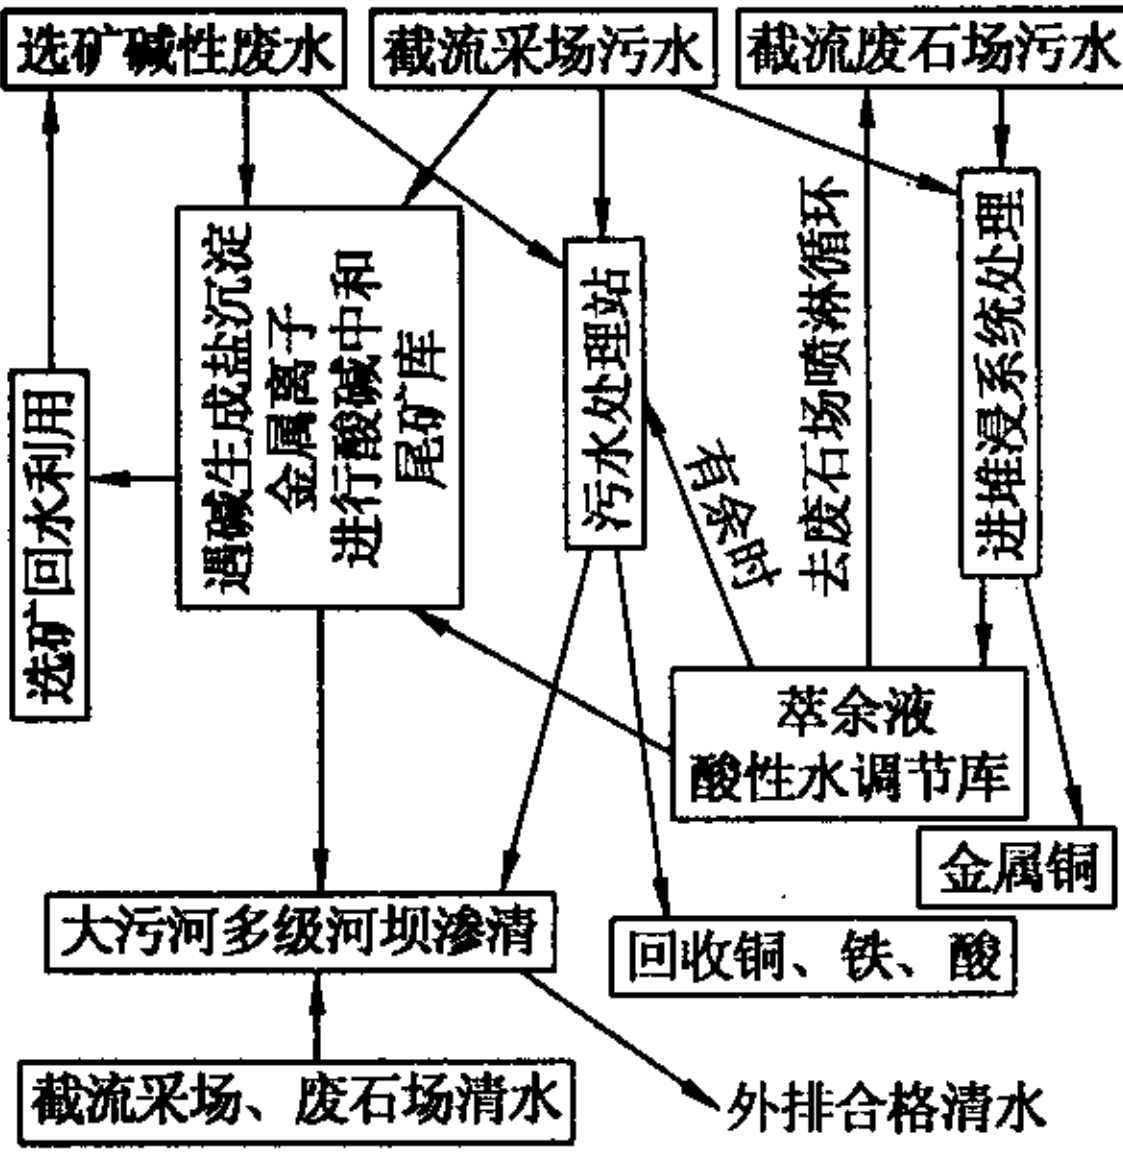 选矿碱性废水
截流采场污水
截流废石场污水
尾矿库
进行酸碱中和
金属离子
遇碱生成盐沉淀
污水处理站
去废石场喷淋循环
进堆浸系统处理
选矿回水利用
有余时
萃余液
酸性水调节库
金属铜
大污河多级河坝渗清
回收铜、铁、酸
截流采场、废石场清水
外排合格清水